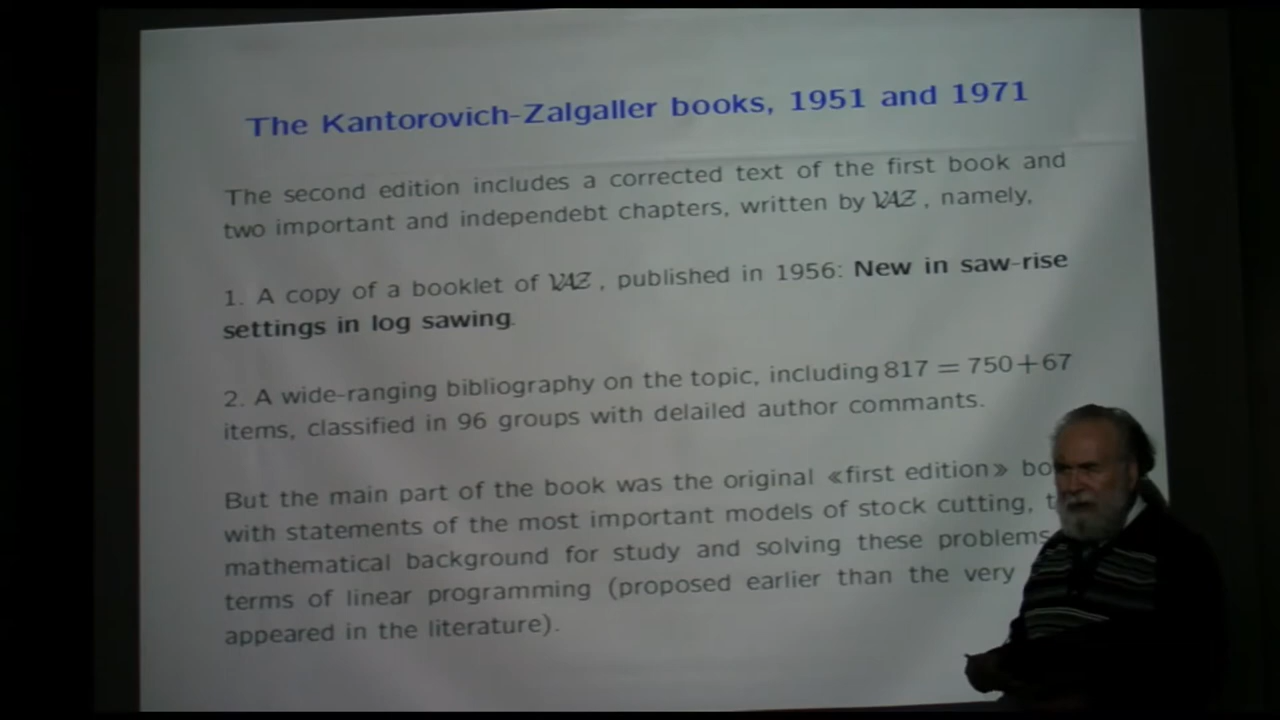 The Kantorovich-Zalgaller books, 1951 and 1971
The second edition includes a corrected text of the first book and
two important and independebt chapters, written by VAZ, namely,
1. A copy of a booklet of VAZ, published in 1956: New in saw-rise
settings in log sawing.
2. A wide-ranging bibliography on the topic, including 817 = 750+67
items, classified in 96 groups with delailed author commants.
But the main part of the book was the original «first edition»
with statements of the most important models of stock cutting,
mathematical background for study and solving these problems
terms of linear programming (proposed earlier than the very
appeared in the literature).